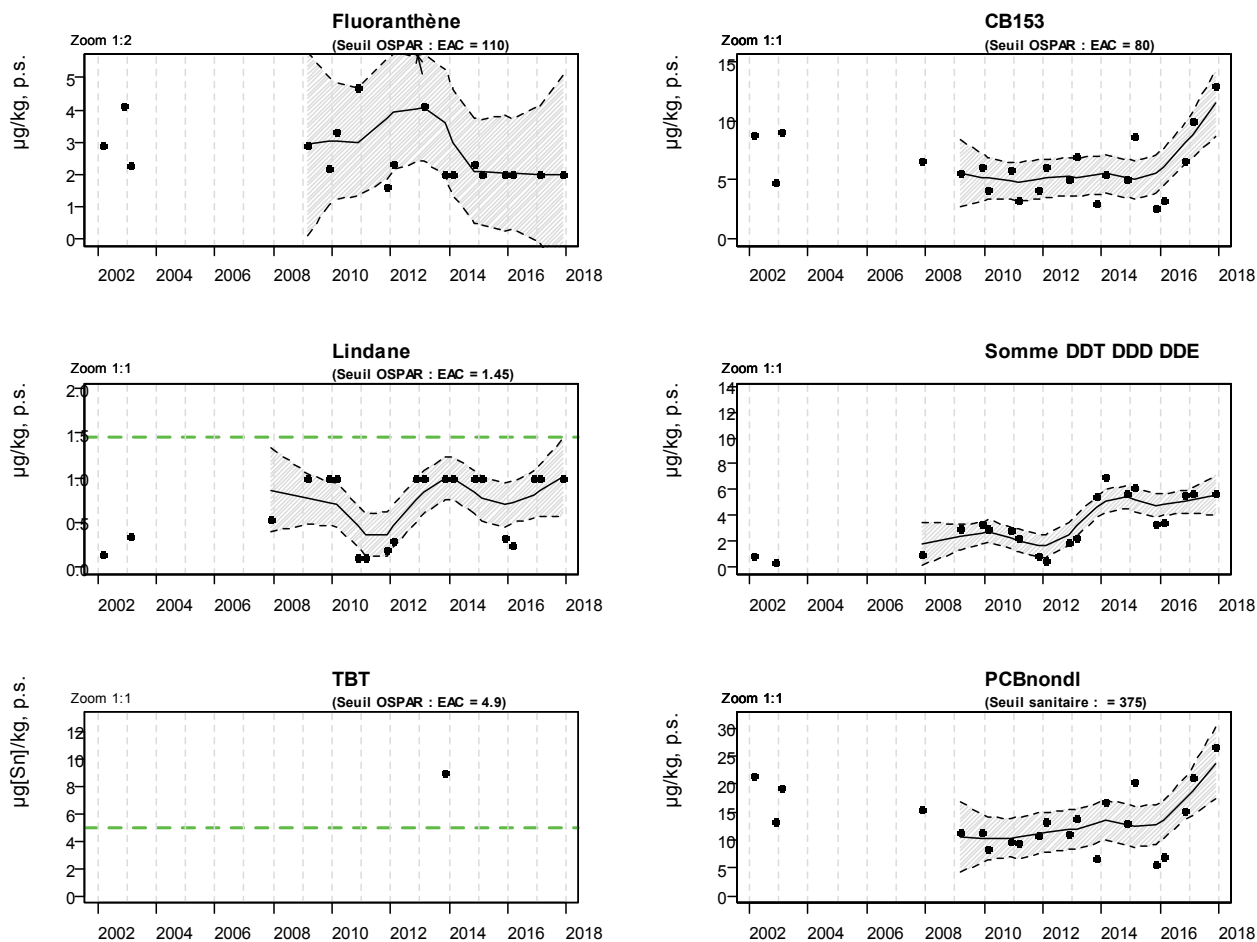 Fluoranthène
Zoom 1:2
(Seuil OSPAR : EAC = 110)
µg/kg, p.s.
5
4
3
2
1
0
2002 2004 2006 2008 2010 2012 2014 2016 2018
CB153
Zoom 1:1
(Seuil OSPAR : EAC = 80)
µg/kg, p.s.
15
10
5
0
2002 2004 2006 2008 2010 2012 2014 2016 2018
Lindane
Zoom 1:1
(Seuil OSPAR : EAC = 1.45)
µg/kg, p.s.
2.0
1.5
1.0
0.5
0.0
2002 2004 2006 2008 2010 2012 2014 2016 2018
Somme DDT DDD DDE
Zoom 1:1
µg/kg, p.s.
14
12
10
8
6
4
2
0
2002 2004 2006 2008 2010 2012 2014 2016 2018
TBT
Zoom 1:1
(Seuil OSPAR : EAC = 4.9)
µg[Sn]/kg, p.s.
12
10
8
6
4
2
0
2002 2004 2006 2008 2010 2012 2014 2016 2018
PCBnondl
Zoom 1:1
(Seuil sanitaire : = 375)
µg/kg, p.s.
30
25
20
15
10
5
0
2002 2004 2006 2008 2010 2012 2014 2016 2018